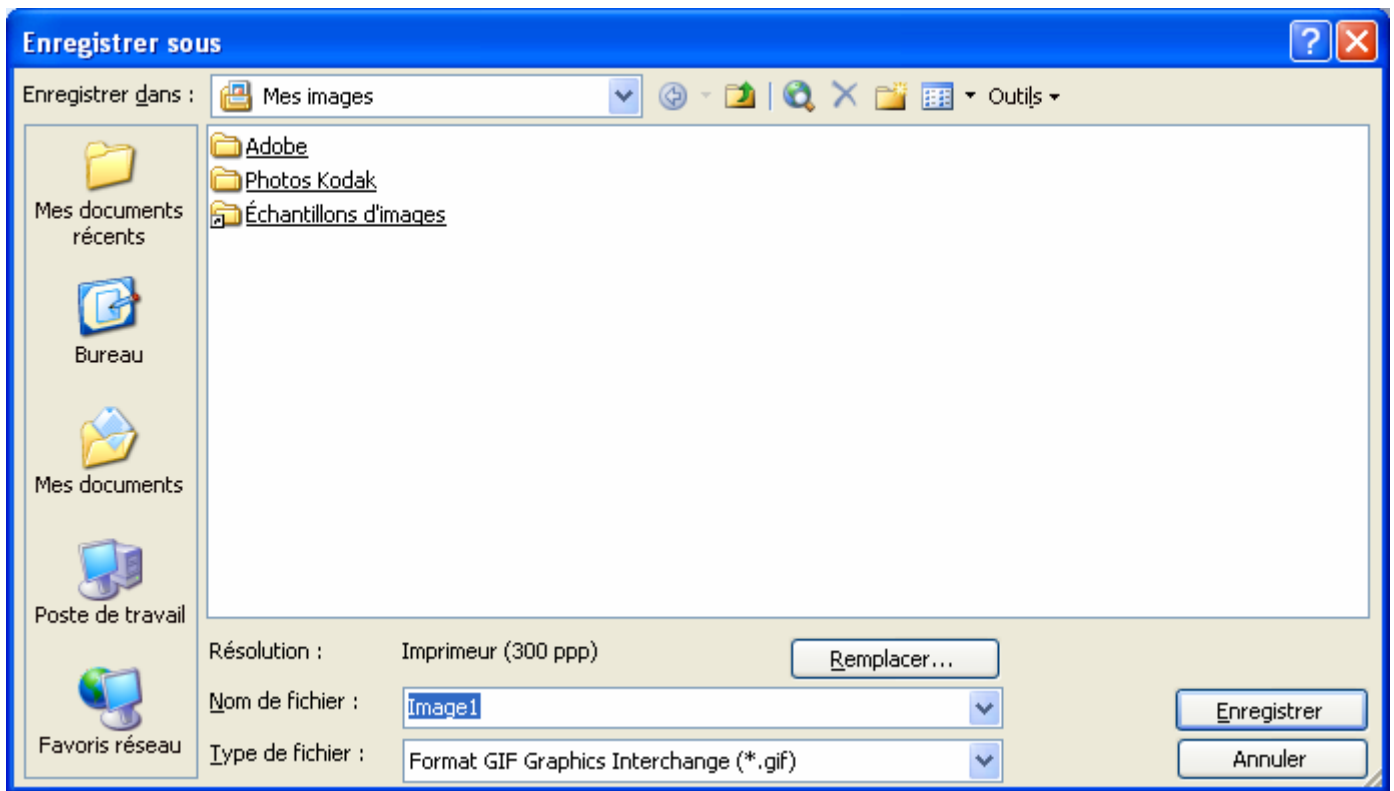 Enregistrer sous
Enregistrer dans :
Mes images
Outils
Adobe
Photos Kodak
Échantillons d'images
Mes documents
récents
Bureau
Mes documents
Poste de travail
Favoris réseau
Résolution :
Imprimeur (300 ppp)
Remplacer...
Nom de fichier :
Image1
Enregistrer
Type de fichier :
Format GIF Graphics Interchange (*.gif)
Annuler